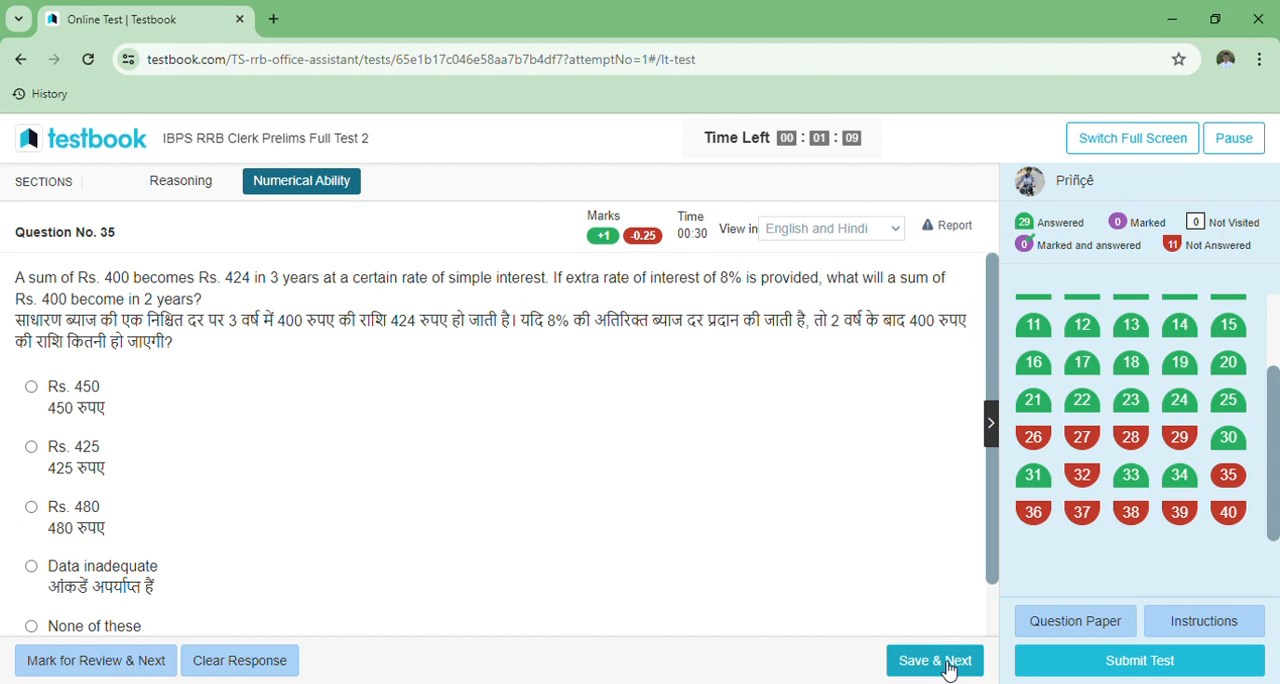 Online Test | Testbook
testbook.com/TS-rrb-office-assistant/tests/65e1b17c046e58aa7b7b4df7?attemptNo=1#/lt-test
History
testbook IBPS RRB Clerk Prelims Full Test 2 Time Left 00 : 01 : 09 Switch Full Screen Pause
SECTIONS Reasoning Numerical Ability
Prïñçê
Question No. 35
Marks
+1 -0.25
Time
00:30
View in English and Hindi
Report
29 Answered 0 Marked 0 Not Visited
0 Marked and answered 11 Not Answered
A sum of Rs. 400 becomes Rs. 424 in 3 years at a certain rate of simple interest. If extra rate of interest of 8% is provided, what will a sum of
Rs. 400 become in 2 years?
साधारण ब्याज की एक निश्चित दर पर 3 वर्ष में 400 रुपए की राशि 424 रुपए हो जाती है। यदि 8% की अतिरिक्त ब्याज दर प्रदान की जाती है, तो 2 वर्ष के बाद 400 रुपए
की राशि कितनी हो जाएगी?
Rs. 450
450 रुपए
Rs. 425
425 रुपए
Rs. 480
480 रुपए
Data inadequate
आंकडें अपर्याप्त हैं
None of these
11 12 13 14 15
16 17 18 19 20
21 22 23 24 25
26 27 28 29 30
31 32 33 34 35
36 37 38 39 40
Question Paper Instructions
Mark for Review & Next Clear Response Save & Next Submit Test